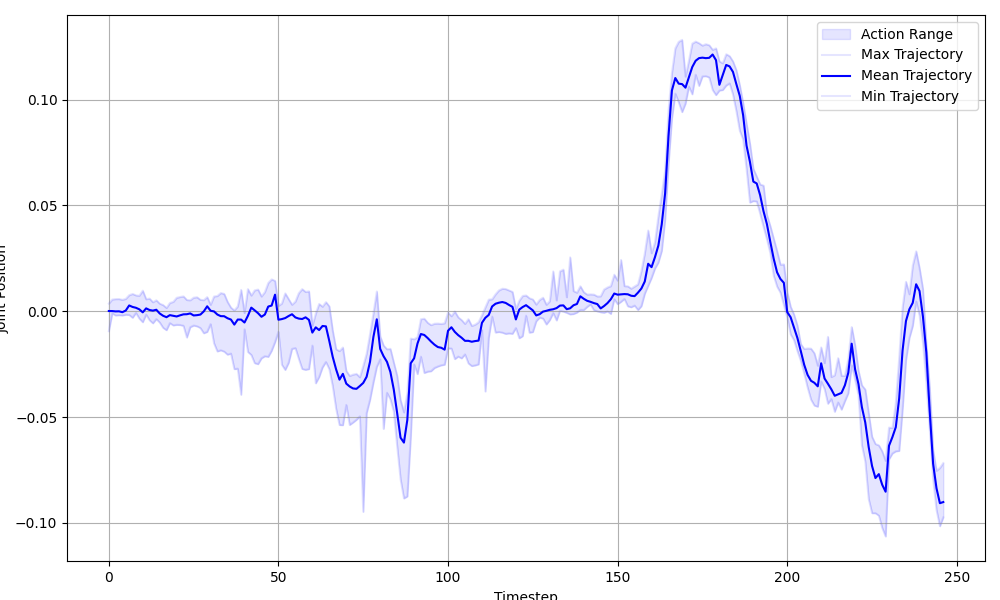 Action Range
Max Trajectory
Mean Trajectory
Min Trajectory
0.10
0.05
0.00
−0.05
−0.10
Joint Position
0
50
100
150
200
250
Timestep